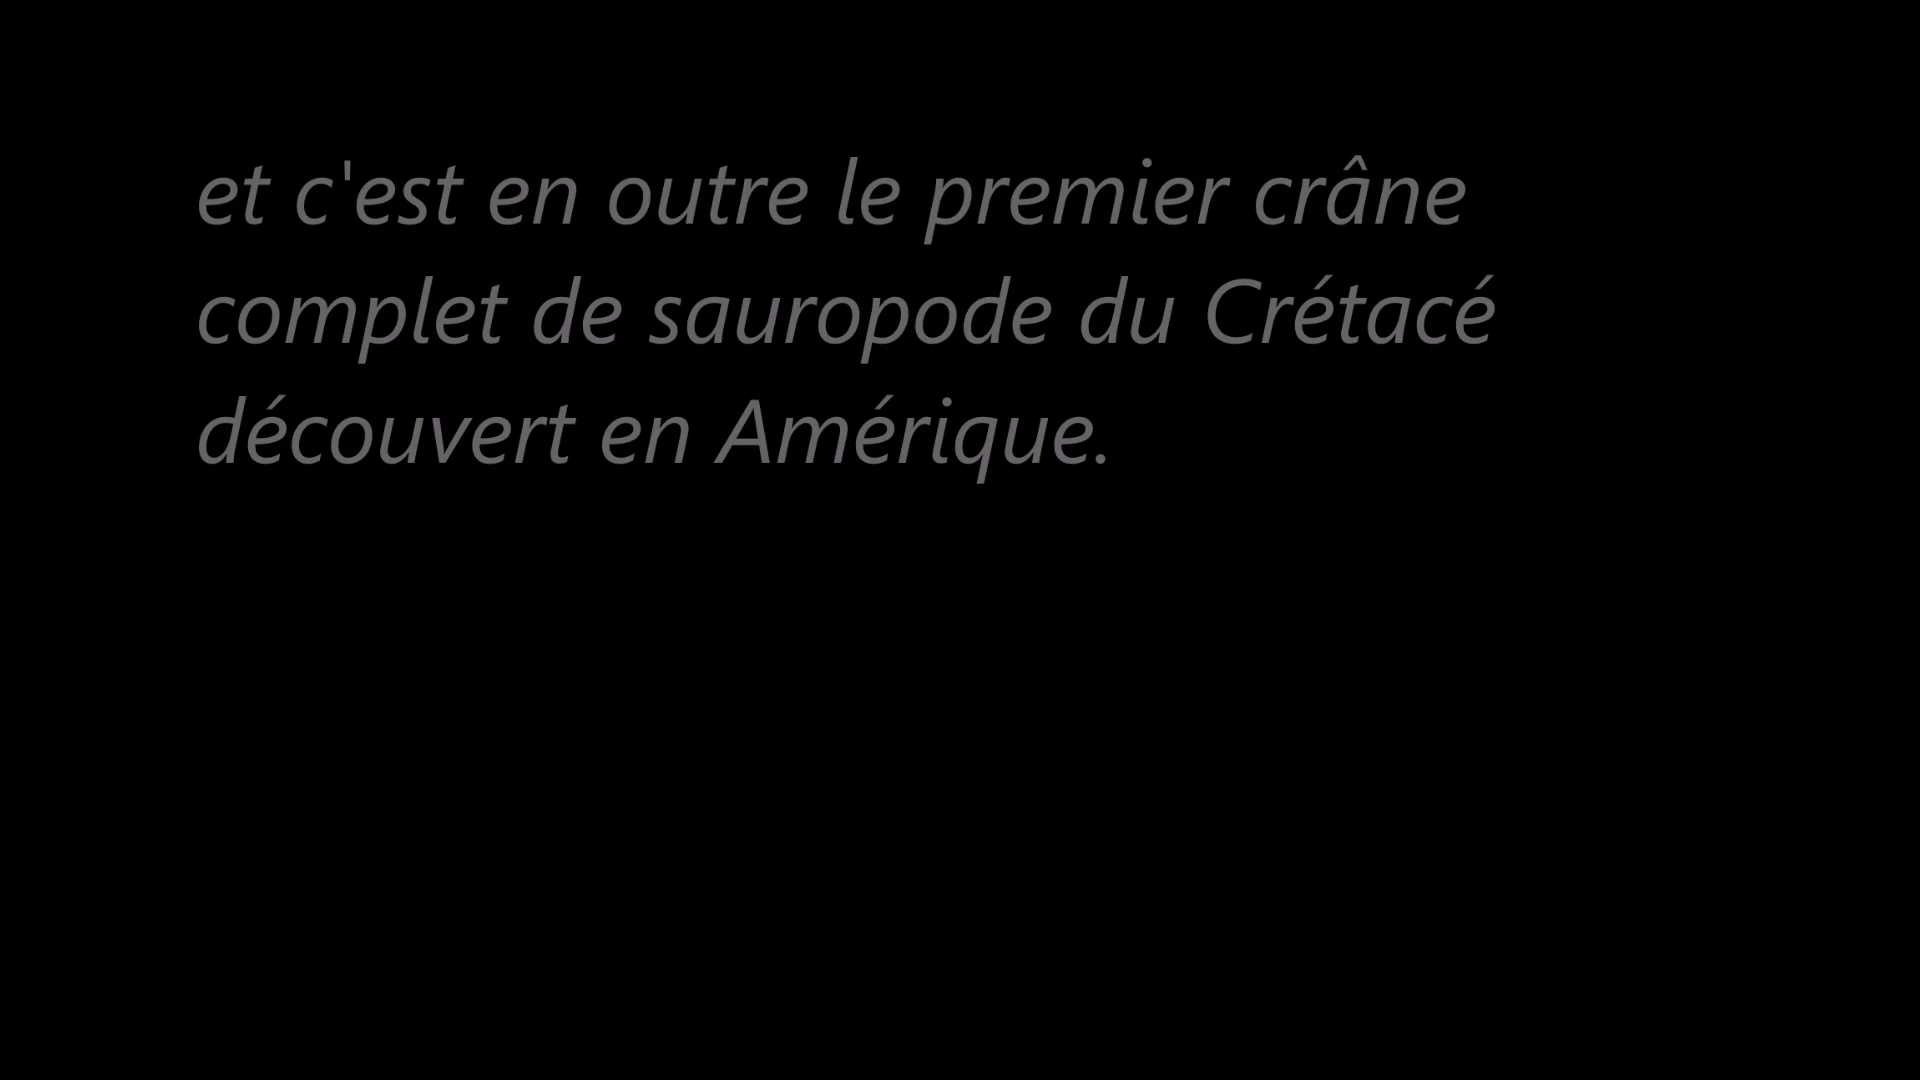 et c'est en outre le premier crâne
complet de sauropode du Crétacé
découvert en Amérique.